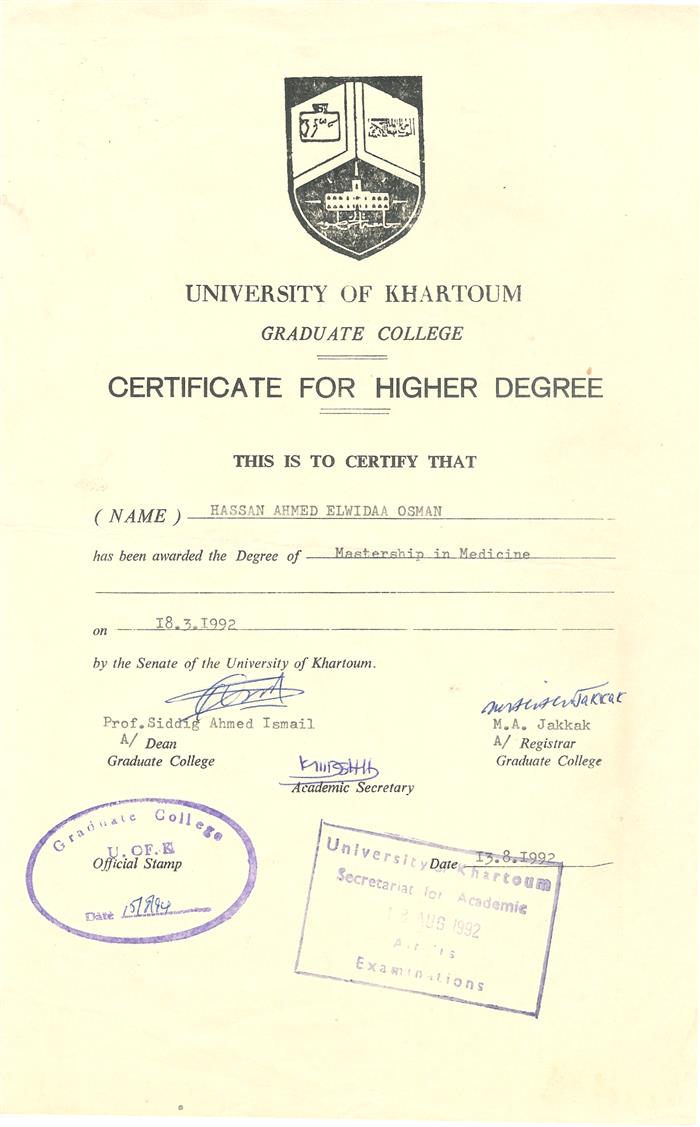 UNIVERSITY OF KHARTOUM
GRADUATE COLLEGE
CERTIFICATE FOR HIGHER DEGREE
THIS IS TO CERTIFY THAT
( NAME ) HASSAN AHMED ELWIDAA OSMAN
has been awarded the Degree of Mastership in Medicine
on 18.3.1992
by the Senate of the University of Khartoum.
Prof.Siddig Ahmed Ismail
A/ Dean
Graduate College
Jakkak
M.A. Jakkak
A/ Registrar
Graduate College
Academic Secretary
Graduate College
U. OF. K
Official Stamp
Date
Date 13.8.1992
University of Khartoum
Secretariat for Academic
AUG 1992
Affairs
Examinations